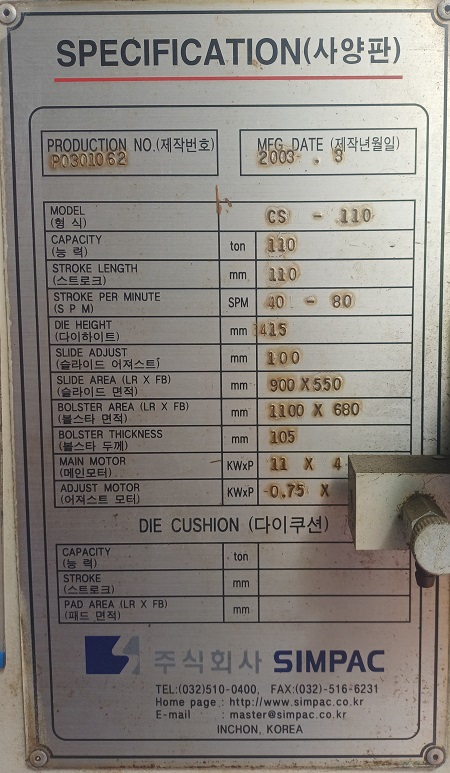 SPECIFICATION(사양판)
PRODUCTION NO.(제작번호)
P0301062
MFG DATE (제작년월일)
2003 . 3
MODEL
(형 식)
CS - 110
CAPACITY
(능 력)
ton
110
STROKE LENGTH
(스트로크)
mm
110
STROKE PER MINUTE
(S P M)
SPM
40 - 80
DIE HEIGHT
(다이하이트)
mm
415
SLIDE ADJUST
(슬라이드 어져스트)
mm
100
SLIDE AREA (LR X FB)
(슬라이드 면적)
mm
900 X 550
BOLSTER AREA (LR X FB)
(볼스타 면적)
mm
1100 X 680
BOLSTER THICKNESS
(볼스타 두께)
mm
105
MAIN MOTOR
(메인모터)
KWxP
11 X 4
ADJUST MOTOR
(어져스트 모터)
KWxP
0.75 X
DIE CUSHION (다이쿠션)
CAPACITY
(능 력)
ton
STROKE
(스트로크)
mm
PAD AREA (LR X FB)
(패드 면적)
mm
주식회사 SIMPAC
TEL:(032)510-0400, FAX:(032)-516-6231
Home page : http://www.simpac.co.kr
E-mail : master@simpac.co.kr
INCHON, KOREA